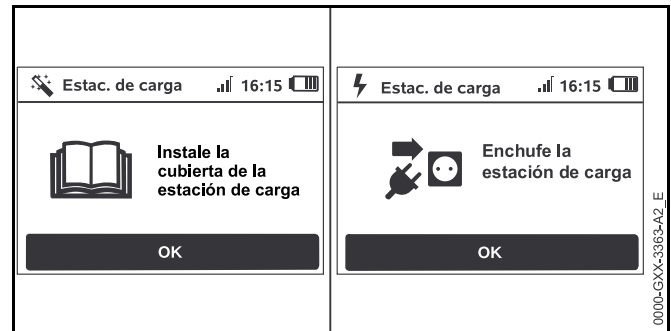 Estac. de carga 16:15
Instale la
cubierta de la
estación de carga
OK
Estac. de carga 16:15
Enchufe la
estación de carga
OK
0000-GXX-3363-A2_E